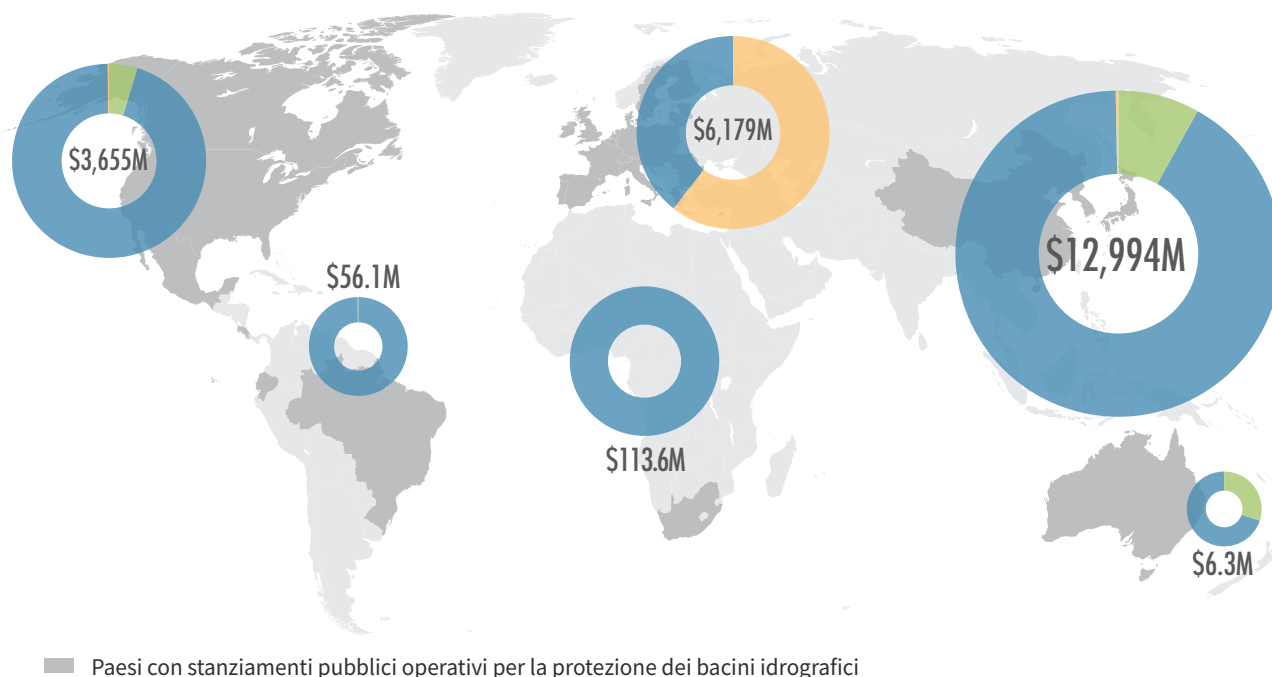 $3,655M
$6,179M
$12,994M
$56.1M
$113.6M
$6.3M
Paesi con stanziamenti pubblici operativi per la protezione dei bacini idrografici